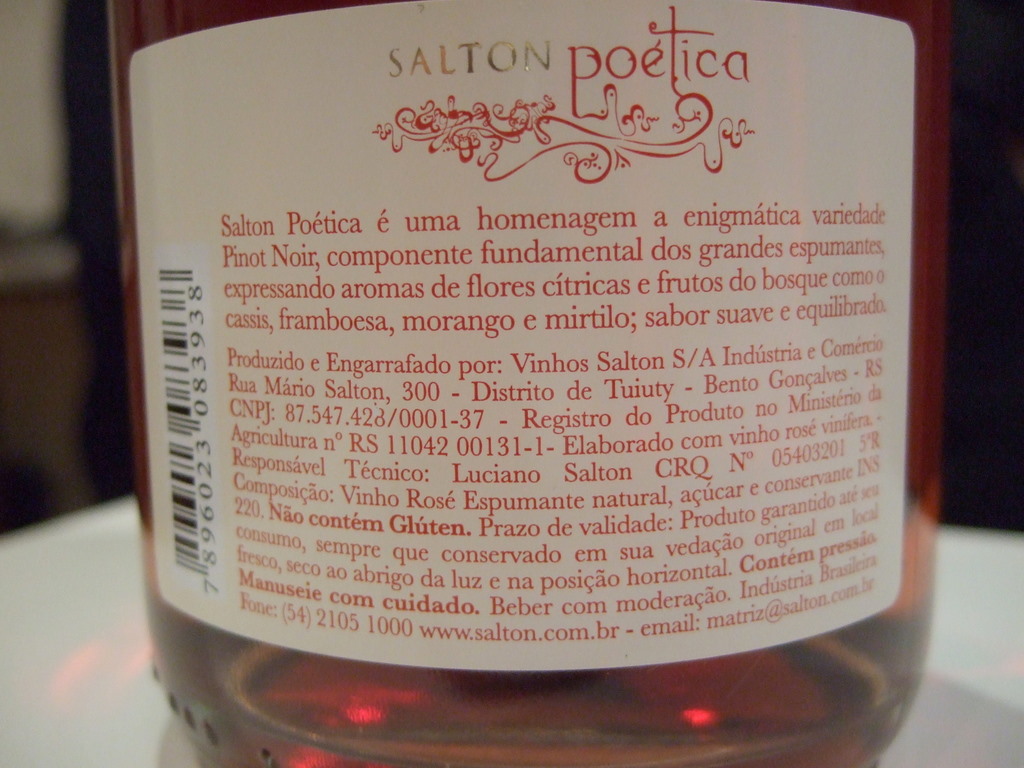 SALTON poética
Salton Poética é uma homenagem a enigmática variedade
Pinot Noir, componente fundamental dos grandes espumantes,
expressando aromas de flores cítricas e frutos do bosque como o
cassis, framboesa, morango e mirtilo; sabor suave e equilibrado.
Produzido e Engarrafado por: Vinhos Salton S/A Indústria e Comércio
Rua Mário Salton, 300 - Distrito de Tuiuty - Bento Gonçalves - RS
CNPJ: 87.547.428/0001-37 - Registro do Produto no Ministério da
Agricultura nº RS 11042 00131-1- Elaborado com vinho rosé vinífera. -
Responsável Técnico: Luciano Salton CRQ Nº 05403201 5ªR
Composição: Vinho Rosé Espumante natural, açúcar e conservante INS
220. Não contém Glúten. Prazo de validade: Produto garantido até seu
consumo, sempre que conservado em sua vedação original em local
fresco, seco ao abrigo da luz e na posição horizontal. Contém pressão.
Manuseie com cuidado. Beber com moderação. Indústria Brasileira
Fone: (54) 2105 1000 www.salton.com.br - email: matriz@salton.com.br
7 896023 083938